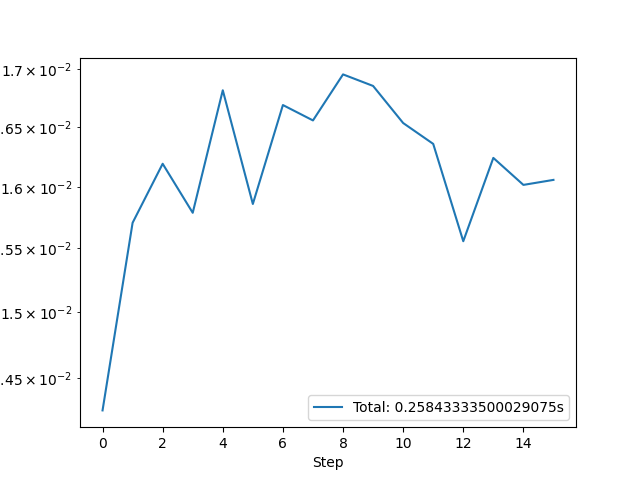 1.7 × 10⁻²
.65 × 10⁻²
1.6 × 10⁻²
.55 × 10⁻²
1.5 × 10⁻²
.45 × 10⁻²
Total: 0.25843333500029075s
0 2 4 6 8 10 12 14
Step